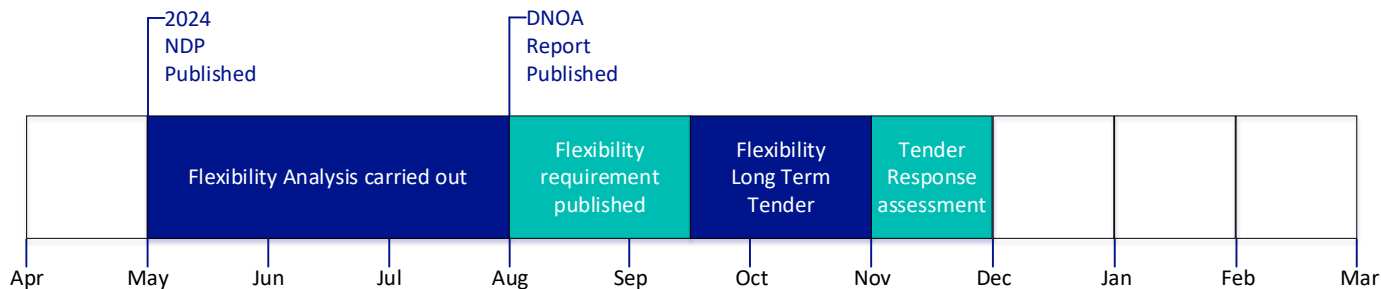 2024
NDP
Published
DNOA
Report
Published
Flexibility Analysis carried out
Flexibility
requirement
published
Flexibility
Long Term
Tender
Tender
Response
assessment
Apr May Jun Jul Aug Sep Oct Nov Dec Jan Feb Mar